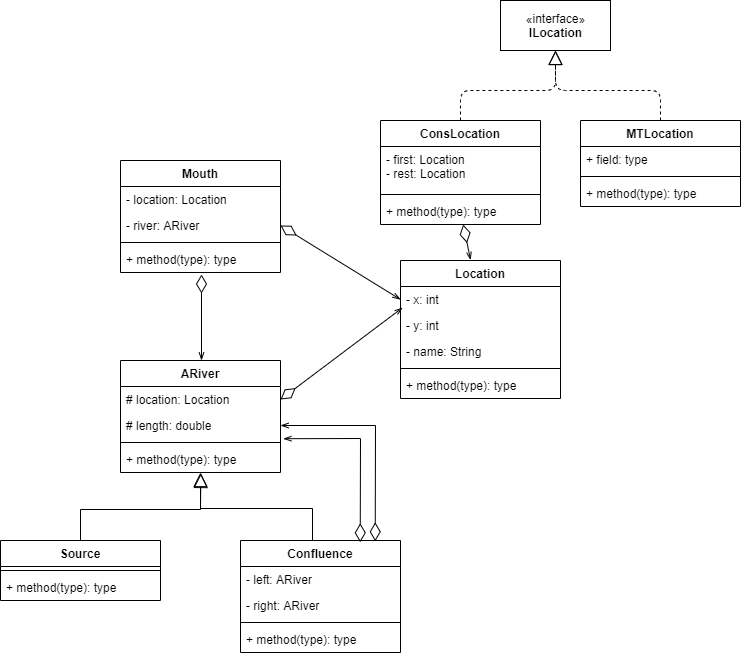 «interface»
ILocation
ConsLocation
- first: Location
- rest: Location
+ method(type): type
MTLocation
+ field: type
+ method(type): type
Mouth
- location: Location
- river: ARiver
+ method(type): type
Location
- x: int
- y: int
- name: String
+ method(type): type
ARiver
# location: Location
# length: double
+ method(type): type
Source
+ method(type): type
Confluence
- left: ARiver
- right: ARiver
+ method(type): type